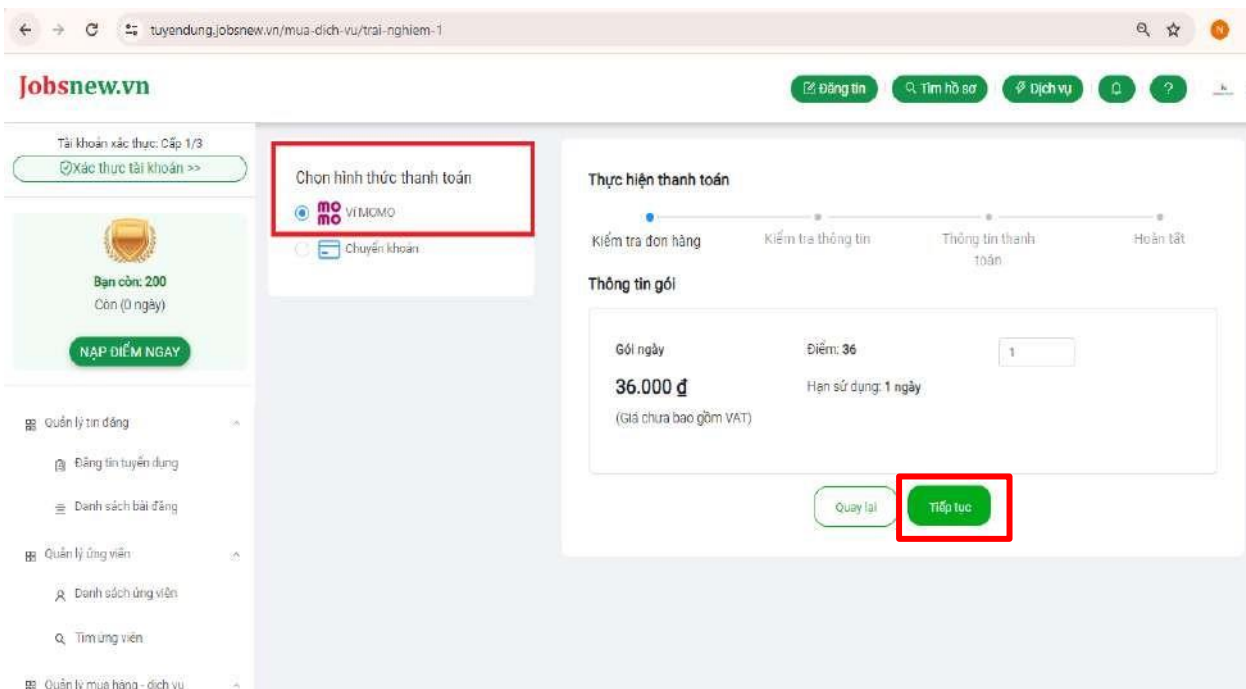 tuyendung.jobsnew.vn/mua-dich-vu/trai-nghiem-1
Jobsnew.vn
Đăng tin
Tìm hồ sơ
Dịch vụ
?
Tài khoản xác thực: Cấp 1/3
Xác thực tài khoản >>
Bạn còn: 200
Còn (0 ngày)
NẠP ĐIỂM NGAY
Quản lý tin đăng
Đăng tin tuyển dụng
Danh sách bài đăng
Quản lý ứng viên
Danh sách ứng viên
Tìm ứng viên
Quản lý mua hàng - dịch vụ
Chọn hình thức thanh toán
mo
mo
Ví MOMO
Chuyển khoản
Thực hiện thanh toán
Kiểm tra đơn hàng
Kiểm tra thông tin
Thông tin thanh
toán
Hoàn tất
Thông tin gói
Gói ngày
Điểm: 36
1
36.000 ₫
Hạn sử dụng: 1 ngày
(Giá chưa bao gồm VAT)
Quay lại
Tiếp tục